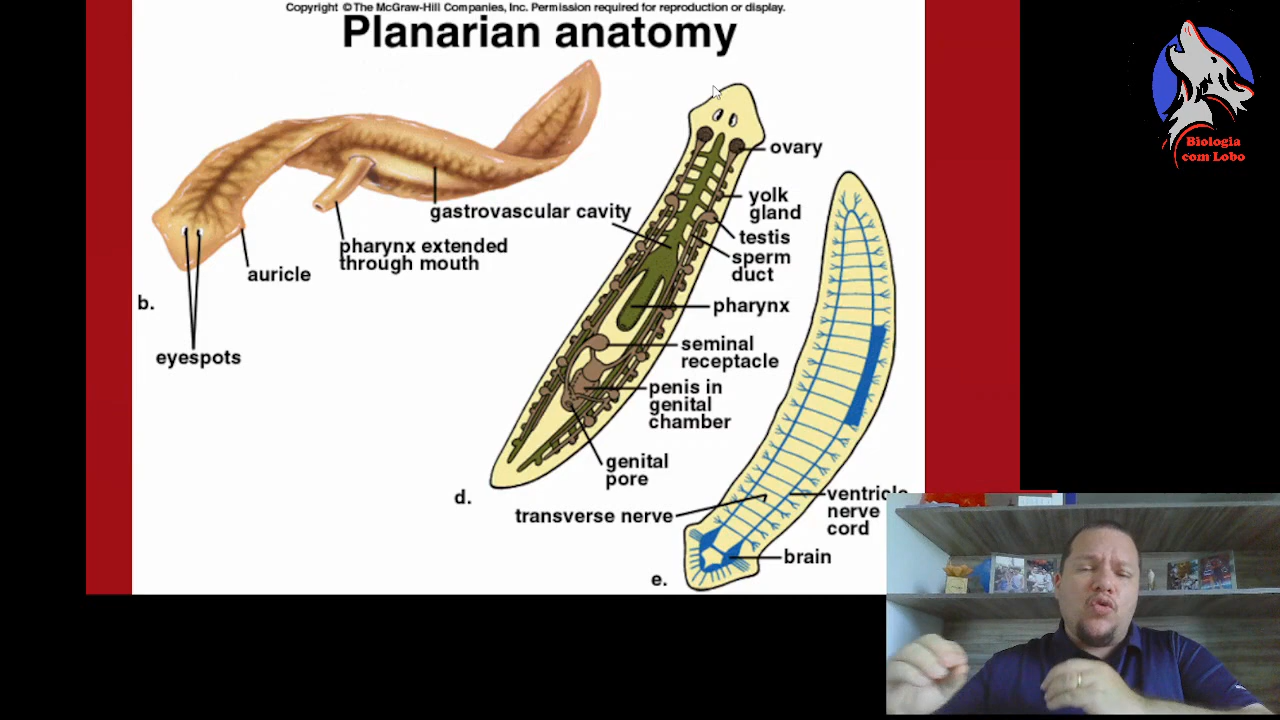 Copyright © The McGraw-Hill Companies, Inc. Permission required for reproduction or display.
Planarian anatomy
Biologia
com Lobo
ovary
yolk
gland
gastrovascular cavity
testis
sperm
duct
pharynx extended
through mouth
auricle
b.
pharynx
eyespots
seminal
receptacle
penis in
genital
chamber
genital
pore
d.
transverse nerve
ventricle
nerve
cord
brain
e.